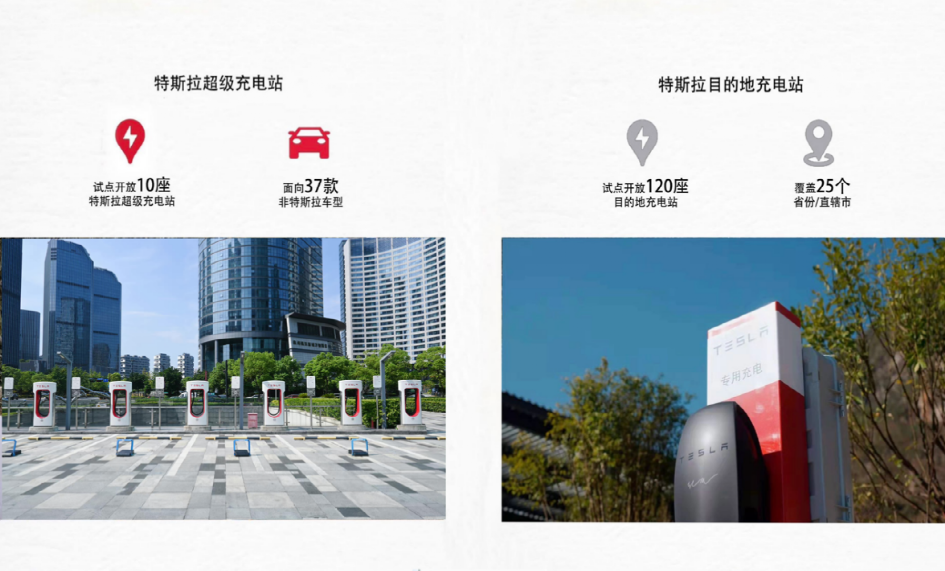 特斯拉超级充电站
试点开放10座
特斯拉超级充电站
面向37款
非特斯拉车型
特斯拉目的地充电站
试点开放120座
目的地充电站
覆盖25个
省份/直辖市
TESLA
专用充电
TESLA